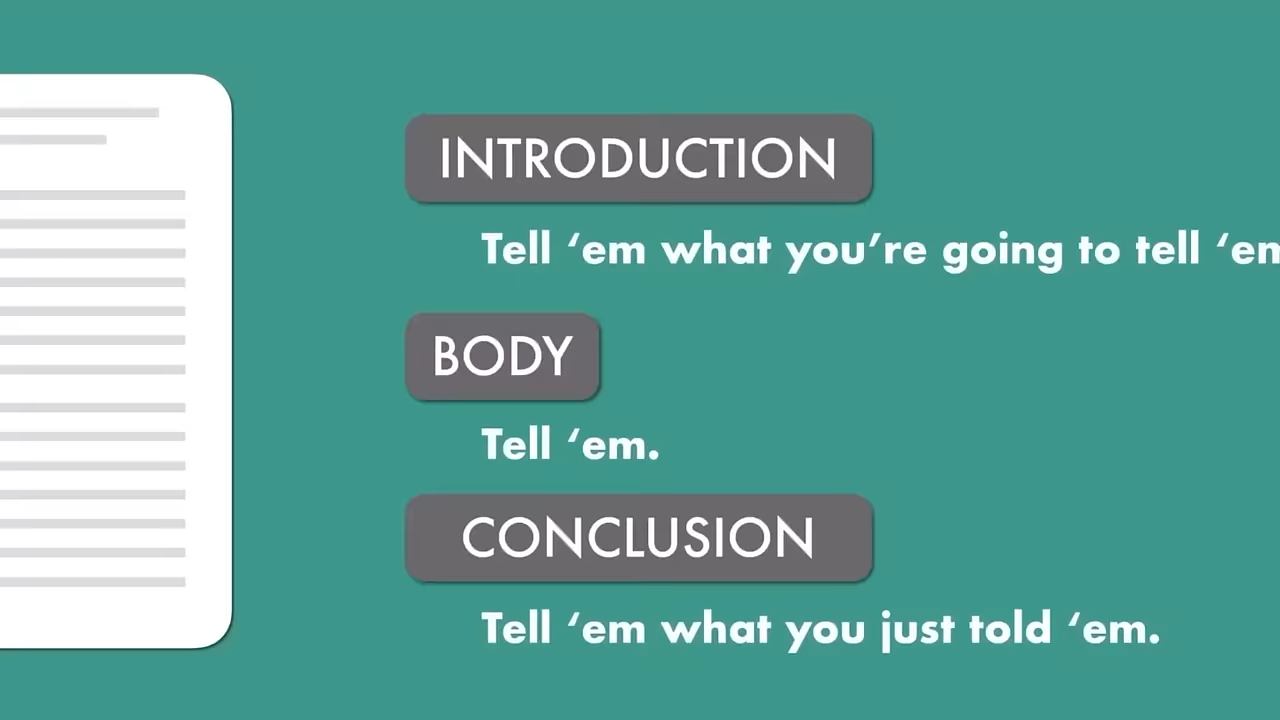 INTRODUCTION
Tell ‘em what you’re going to tell
BODY
Tell ‘em.
CONCLUSION
Tell ‘em what you just told ‘em.